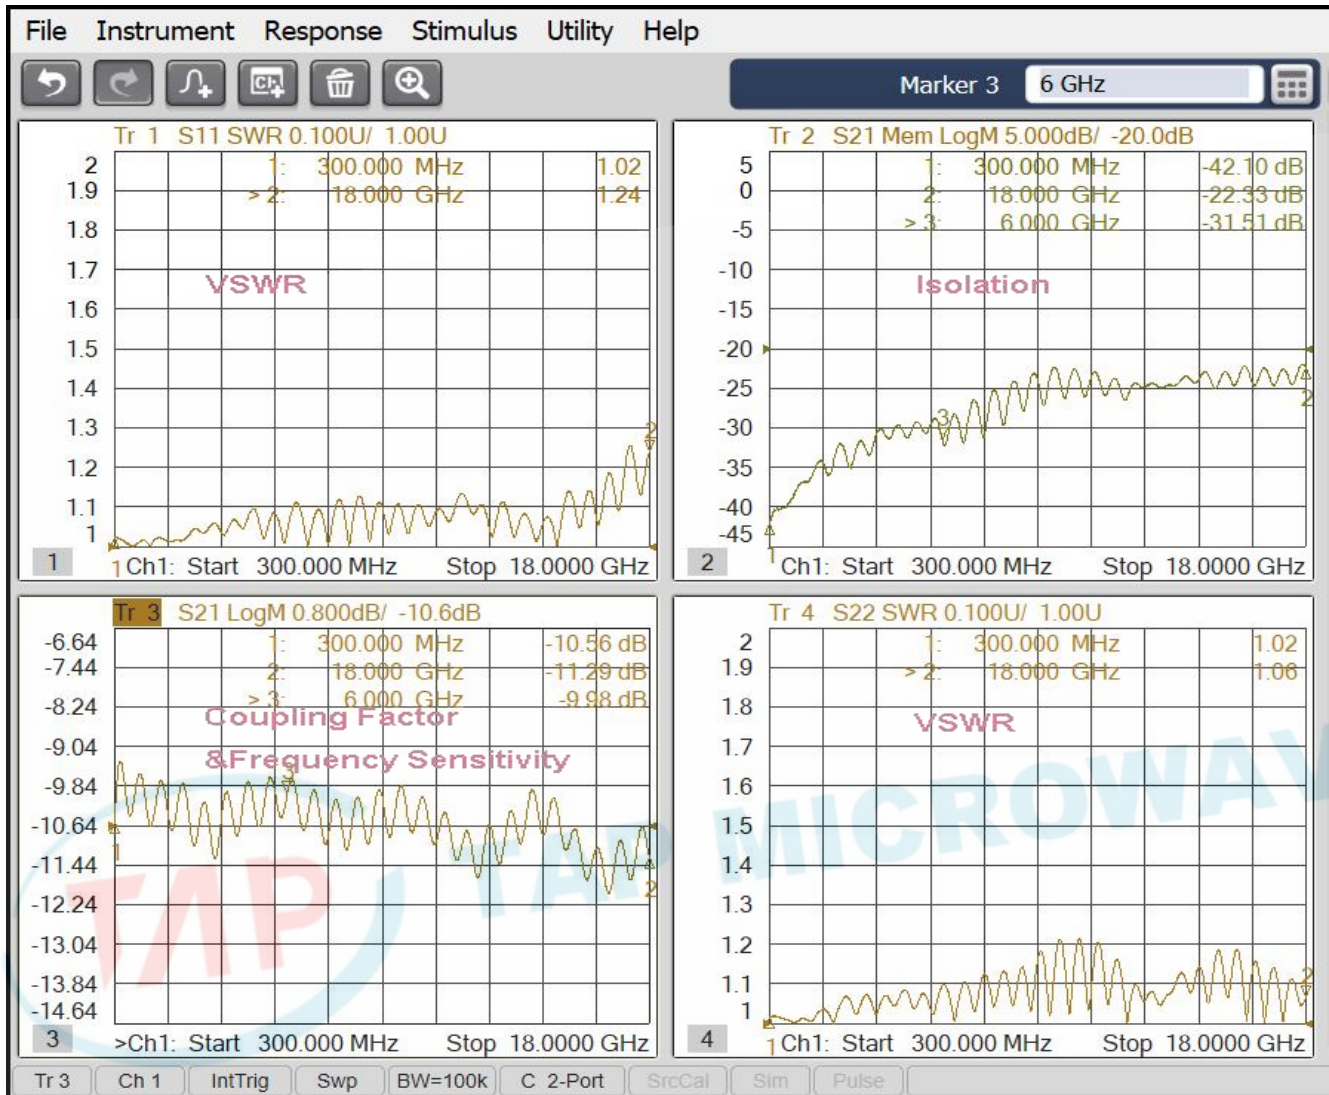 File Instrument Response Stimulus Utility Help
Marker 3 6 GHz
Tr 1 S11 SWR 0.100U/ 1.00U
1: 300.000 MHz 1.02
> 2: 18.000 GHz 1.24
VSWR
2
1.9
1.8
1.7
1.6
1.5
1.4
1.3
1.2
1.1
1
2
1
1 Ch1: Start 300.000 MHz Stop 18.0000 GHz
Tr 2 S21 Mem LogM 5.000dB/ -20.0dB
1: 300.000 MHz -42.10 dB
2: 18.000 GHz -22.33 dB
> 3: 6.000 GHz -31.51 dB
Isolation
5
0
-5
-10
-15
-20
-25
-30
-35
-40
-45
3
2
2
1 Ch1: Start 300.000 MHz Stop 18.0000 GHz
Tr 3 S21 LogM 0.800dB/ -10.6dB
1: 300.000 MHz -10.56 dB
2: 18.000 GHz -11.29 dB
> 3: 6.000 GHz -9.98 dB
Coupling Factor
&Frequency Sensitivity
-6.64
-7.44
-8.24
-9.04
-9.84
-10.64
-11.44
-12.24
-13.04
-13.84
-14.64
3
1
2
3
>Ch1: Start 300.000 MHz Stop 18.0000 GHz
Tr 4 S22 SWR 0.100U/ 1.00U
1: 300.000 MHz 1.02
> 2: 18.000 GHz 1.06
VSWR
2
1.9
1.8
1.7
1.6
1.5
1.4
1.3
1.2
1.1
1
2
4
1 Ch1: Start 300.000 MHz Stop 18.0000 GHz
TAP TAP MICROWAV
Tr 3 Ch 1 IntTrig Swp BW=100k C 2-Port SrcCal Sim Pulse